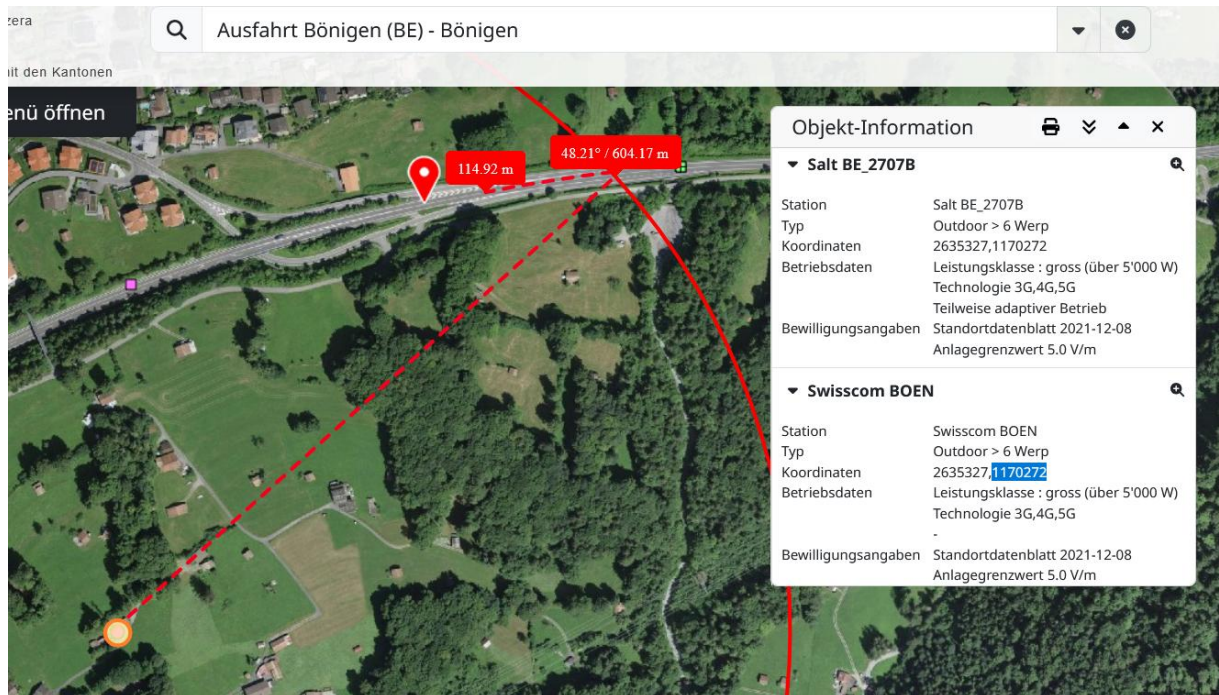 zera
Ausfahrt Bönigen (BE) - Bönigen
nit den Kantonen
enü öffnen
114.92 m
48.21° / 604.17 m
Objekt-Information
Salt BE_2707B
Station Salt BE_2707B
Typ Outdoor > 6 Werp
Koordinaten 2635327,1170272
Betriebsdaten Leistungsklasse : gross (über 5'000 W)
Technologie 3G,4G,5G
Teilweise adaptiver Betrieb
Bewilligungsangaben Standortdatenblatt 2021-12-08
Anlagegrenzwert 5.0 V/m
Swisscom BOEN
Station Swisscom BOEN
Typ Outdoor > 6 Werp
Koordinaten 2635327,1170272
Betriebsdaten Leistungsklasse : gross (über 5'000 W)
Technologie 3G,4G,5G
-
Bewilligungsangaben Standortdatenblatt 2021-12-08
Anlagegrenzwert 5.0 V/m